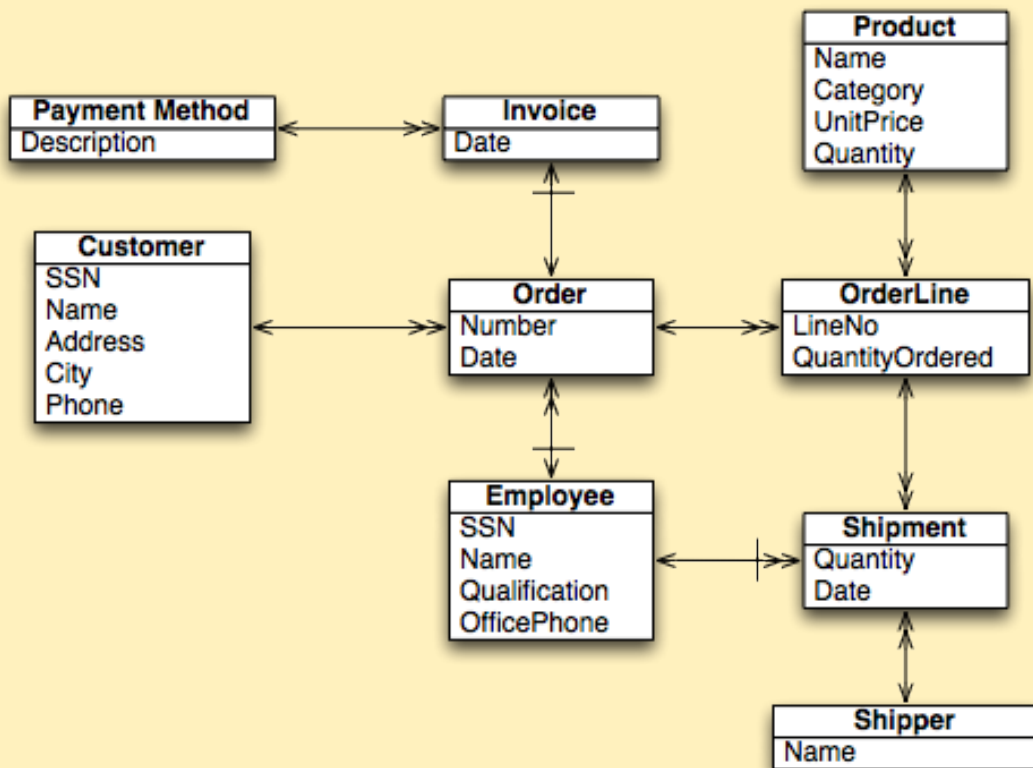 Product
Name
Category
UnitPrice
Quantity
Payment Method
Description
Invoice
Date
Customer
SSN
Name
Address
City
Phone
Order
Number
Date
OrderLine
LineNo
QuantityOrdered
Employee
SSN
Name
Qualification
OfficePhone
Shipment
Quantity
Date
Shipper
Name